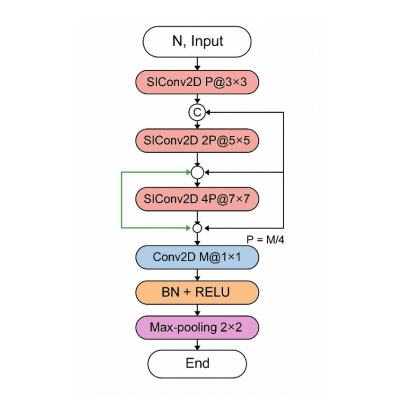 N, Input
SIConv2D P@3×3
C
SIConv2D 2P@5×5
SIConv2D 4P@7×7
P = M/4
Conv2D M@1×1
BN + RELU
Max-pooling 2×2
End